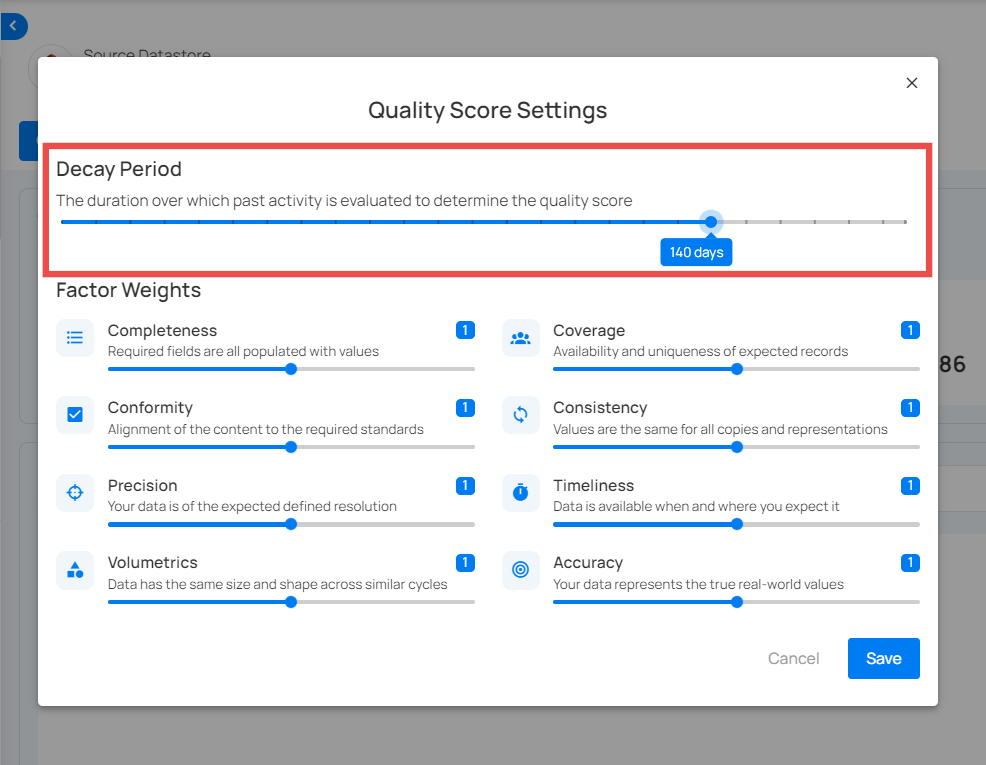 Source Datastore
Quality Score Settings
Decay Period
The duration over which past activity is evaluated to determine the quality score
140 days
Factor Weights
Completeness 1
Required fields are all populated with values
Coverage 1
Availability and uniqueness of expected records
86
Conformity 1
Alignment of the content to the required standards
Consistency 1
Values are the same for all copies and representations
Precision 1
Your data is of the expected defined resolution
Timeliness 1
Data is available when and where you expect it
Volumetrics 1
Data has the same size and shape across similar cycles
Accuracy 1
Your data represents the true real-world values
Cancel
Save